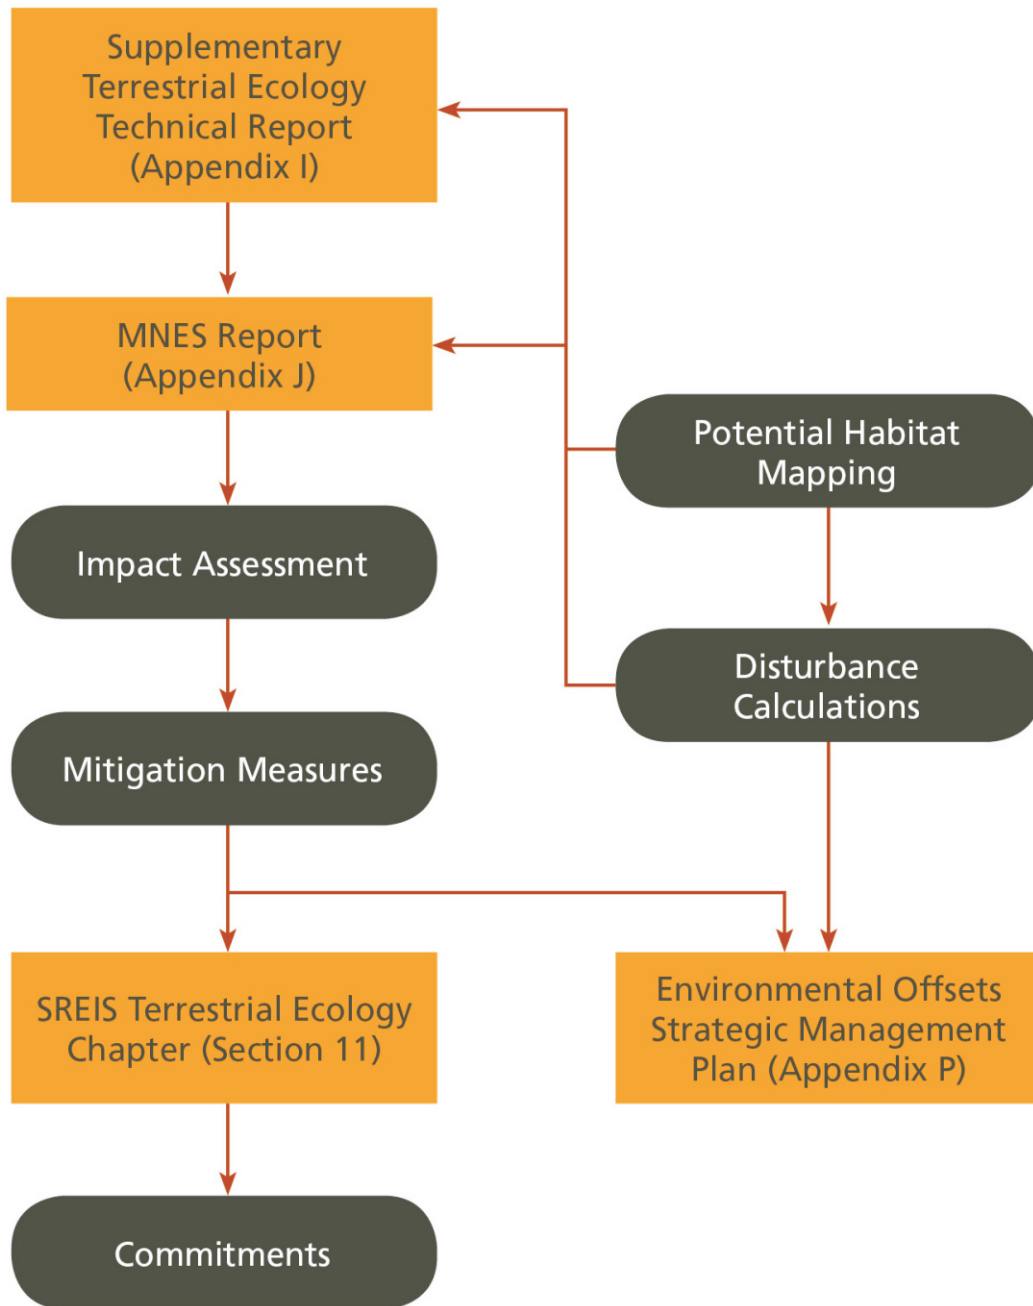 Supplementary
Terrestrial Ecology
Technical Report
(Appendix I)
MNES Report
(Appendix J)
Potential Habitat
Mapping
Impact Assessment
Disturbance
Calculations
Mitigation Measures
SREIS Terrestrial Ecology
Chapter (Section 11)
Environmental Offsets
Strategic Management
Plan (Appendix P)
Commitments